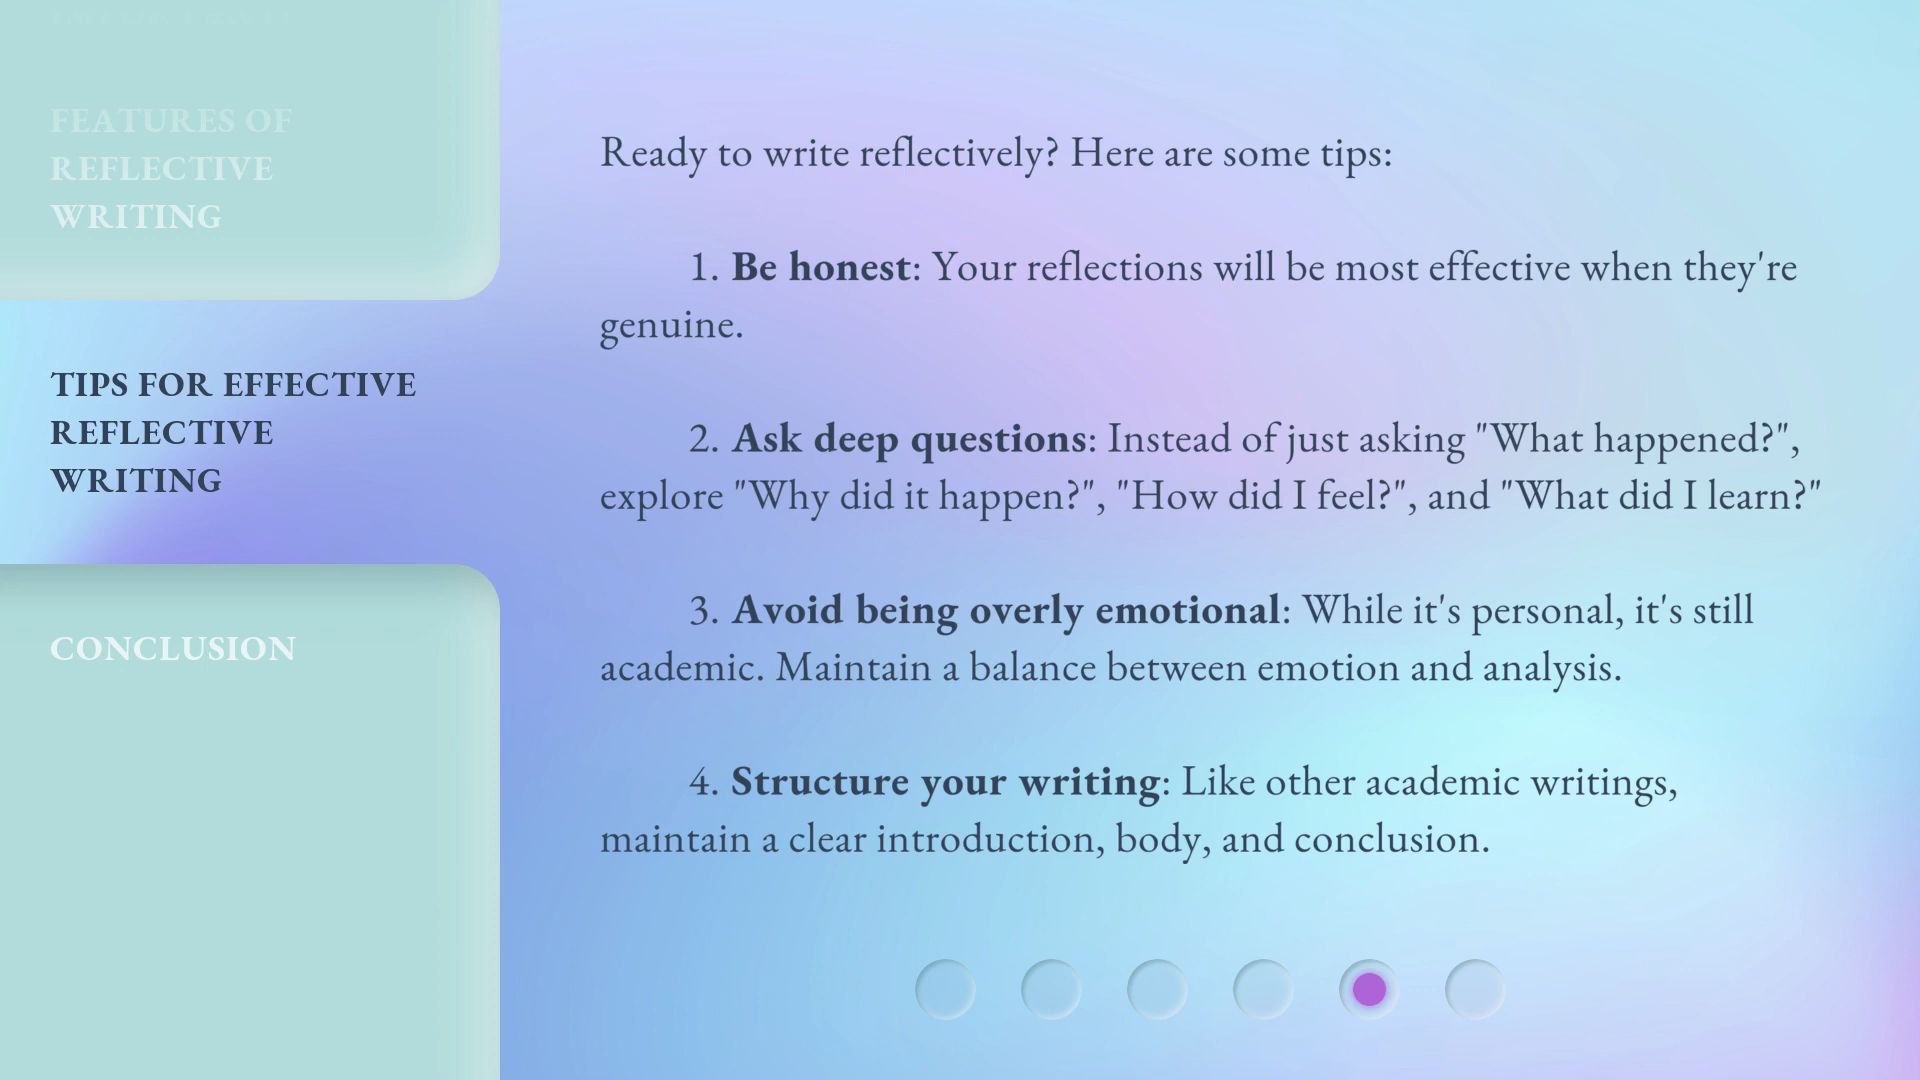 FEATURES OF
REFLECTIVE
WRITING
TIPS FOR EFFECTIVE
REFLECTIVE
WRITING
CONCLUSION
Ready to write reflectively? Here are some tips:
1. Be honest: Your reflections will be most effective when they're
genuine.
2. Ask deep questions: Instead of just asking "What happened?",
explore "Why did it happen?", "How did I feel?", and "What did I learn?"
3. Avoid being overly emotional: While it's personal, it's still
academic. Maintain a balance between emotion and analysis.
4. Structure your writing: Like other academic writings,
maintain a clear introduction, body, and conclusion.